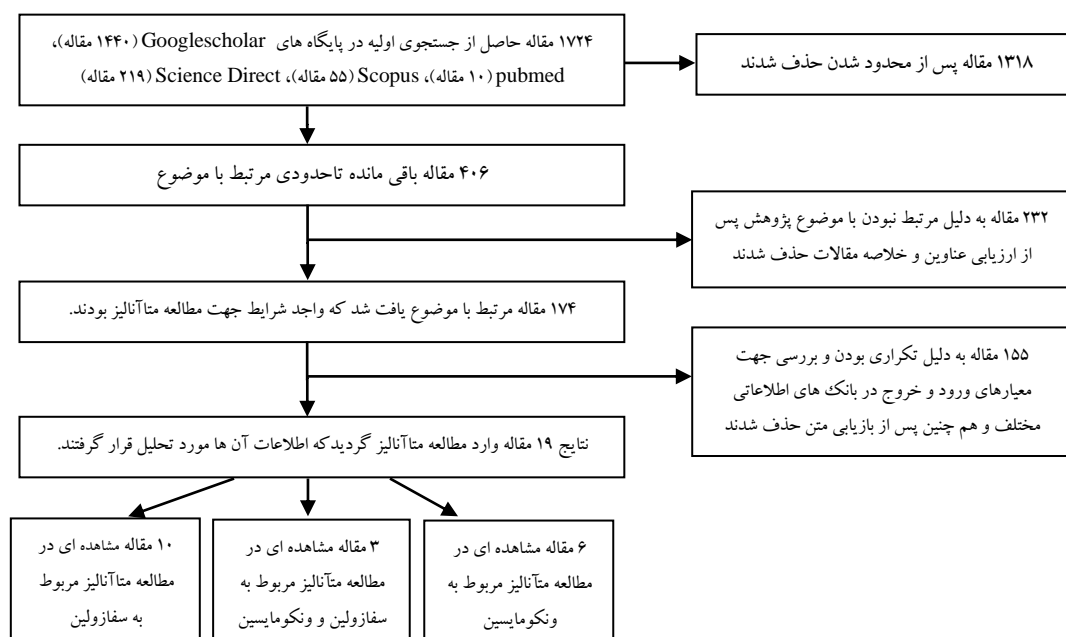 ۱۷۲۴ مقاله حاصل از جستجوی اولیه در پایگاه های Googlescholar (۱۴۴۰ مقاله)،
pubmed (۱۰ مقاله)، Scopus (۵۵ مقاله)، Science Direct (۲۱۹ مقاله)
۱۳۱۸ مقاله پس از محدود شدن حذف شدند
۴۰۶ مقاله باقی مانده تاحدودی مرتبط با موضوع
۲۳۲ مقاله به دلیل مرتبط نبودن با موضوع پژوهش پس
از ارزیابی عناوین و خلاصه مقالات حذف شدند
۱۷۴ مقاله مرتبط با موضوع یافت شد که واجد شرایط جهت مطالعه متاآنالیز بودند.
۱۵۵ مقاله به دلیل تکراری بودن و بررسی جهت
معیارهای ورود و خروج در بانک های اطلاعاتی
مختلف و هم چنین پس از بازیابی متن حذف شدند
نتایج ۱۹ مقاله وارد مطالعه متاآنالیز گردیدکه اطلاعات آن ها مورد تحلیل قرار گرفتند.
۶ مقاله مشاهده ای در
مطالعه متآنالیز مربوط به
ونکومایسین
۳ مقاله مشاهده ای در
مطالعه متآنالیز مربوط به
سفازولین و ونکومایسین
۱۰ مقاله مشاهده ای در
مطالعه متاآنالیز مربوط
به سفازولین